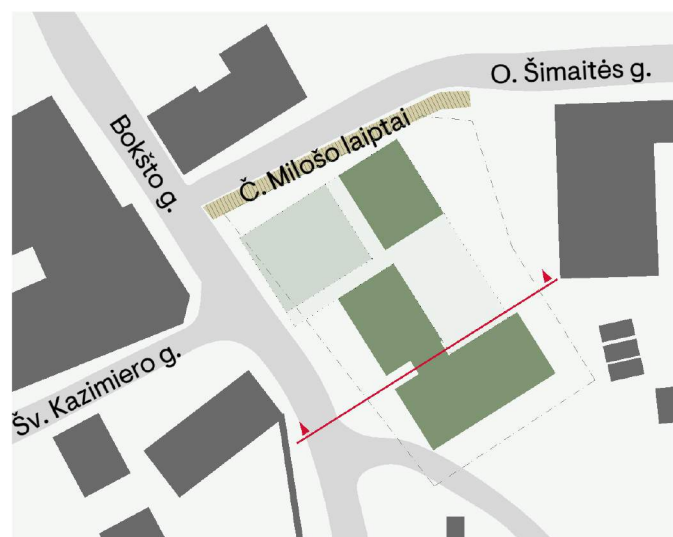 O. Šimaitės g.
Č. Milošo laiptai
Bokšto g.
Šv. Kazimiero g.